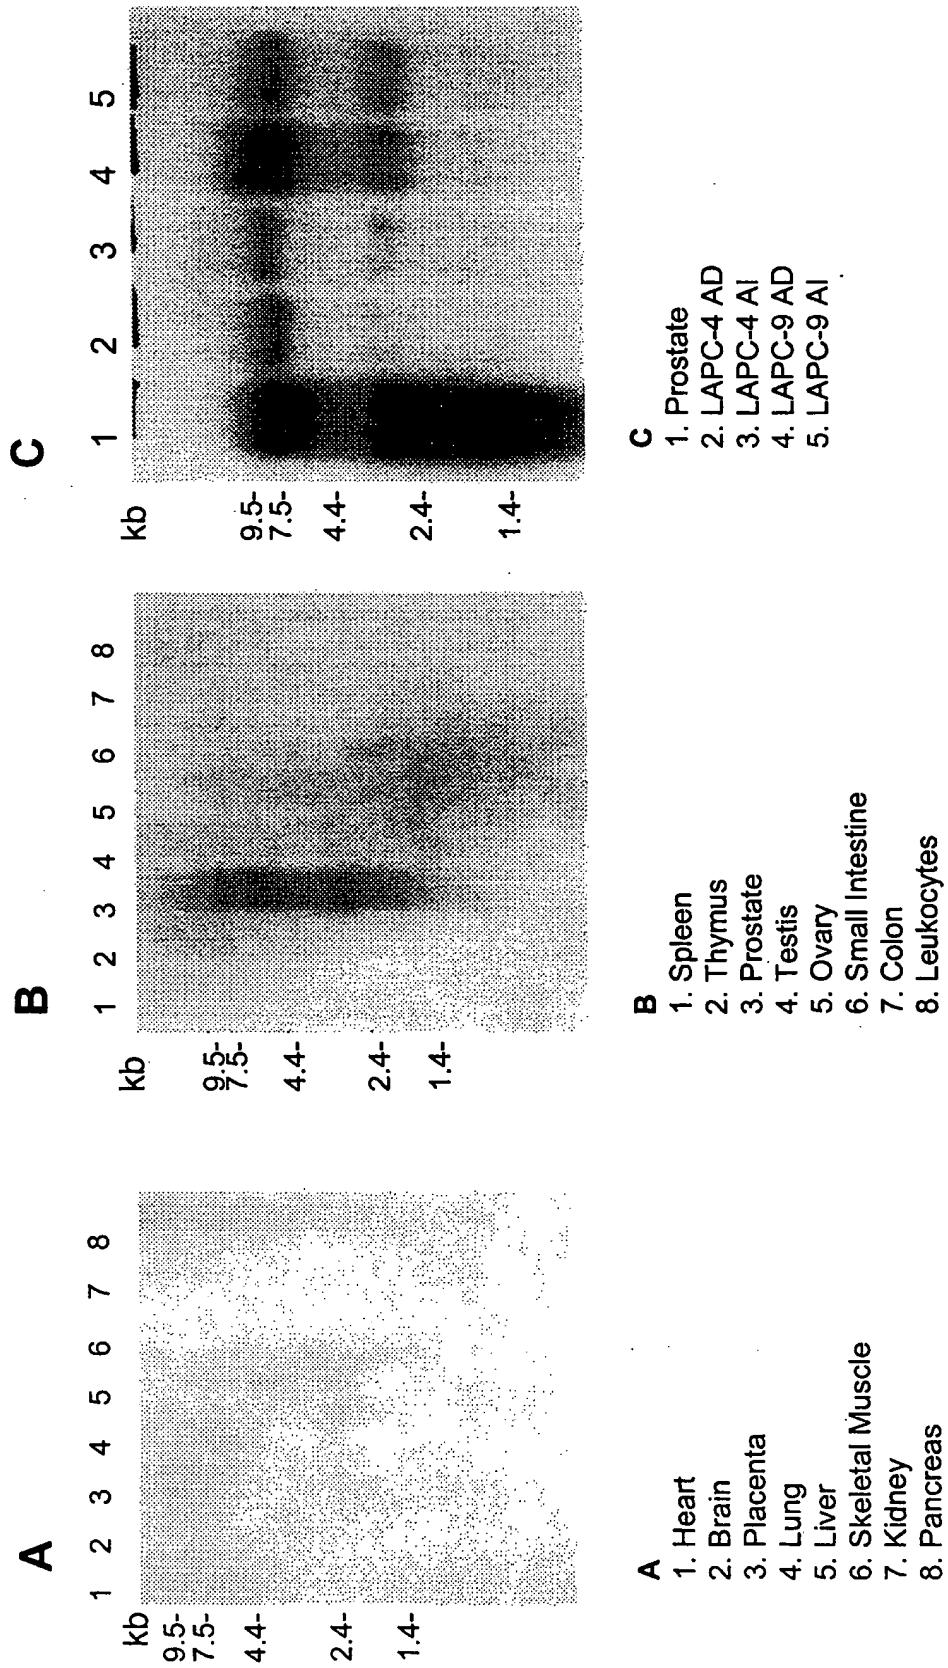 A
1 2 3 4 5 6 7 8
kb
9.5-
7.5-
4.4-
2.4-
1.4-
A
1. Heart
2. Brain
3. Placenta
4. Lung
5. Liver
6. Skeletal Muscle
7. Kidney
8. Pancreas
B
1 2 3 4 5 6 7 8
kb
9.5-
7.5-
4.4-
2.4-
1.4-
B
1. Spleen
2. Thymus
3. Prostate
4. Testis
5. Ovary
6. Small Intestine
7. Colon
8. Leukocytes
C
1 2 3 4 5
kb
9.5-
7.5-
4.4-
2.4-
1.4-
C
1. Prostate
2. LAPC-4 AD
3. LAPC-4 AI
4. LAPC-9 AD
5. LAPC-9 AI